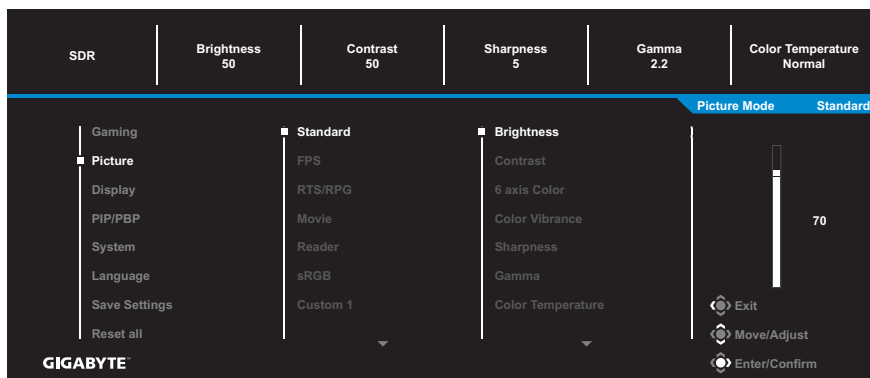 SDR
Brightness
50
Contrast
50
Sharpness
5
Gamma
2.2
Color Temperature
Normal
Picture Mode Standard
Gaming
Picture
Display
PIP/PBP
System
Language
Save Settings
Reset all
Standard
FPS
RTS/RPG
Movie
Reader
sRGB
Custom 1
Brightness
Contrast
6 axis Color
Color Vibrance
Sharpness
Gamma
Color Temperature
70
Exit
Move/Adjust
Enter/Confirm
GIGABYTE™